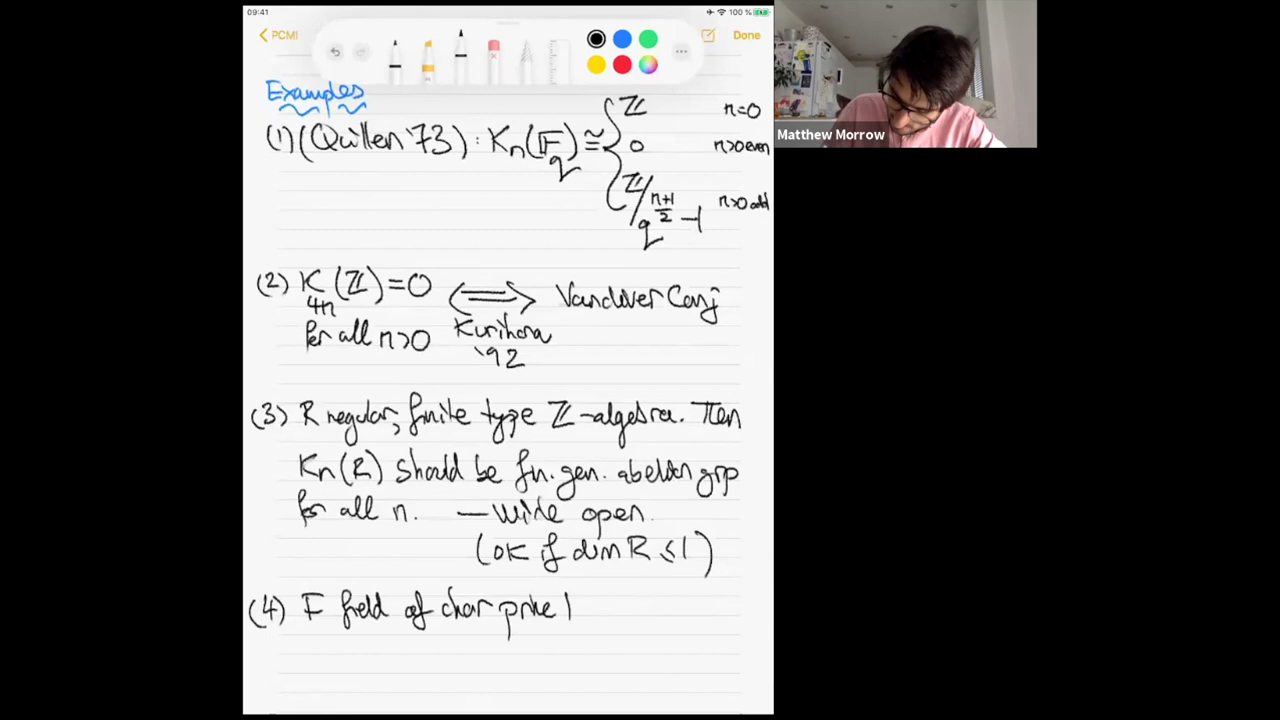 09:41
100 %
PCMI
Done
Examples
(1) (Quillen '73) : Kn(Fq) ≅ { ℤ n=0
0 n>0 even
ℤ/q^(n+1)/2 -1 n>0 odd
(2) K4n(ℤ) = 0 ⟺ Vandiver Conj
for all n>0 Kurihara '92
(3) R regular, finite type ℤ-algebra. Then
Kn(R) should be fin. gen. abelian grp
for all n. — wide open.
(OK if dim R ≤ 1)
(4) F field of char prime
Matthew Morrow